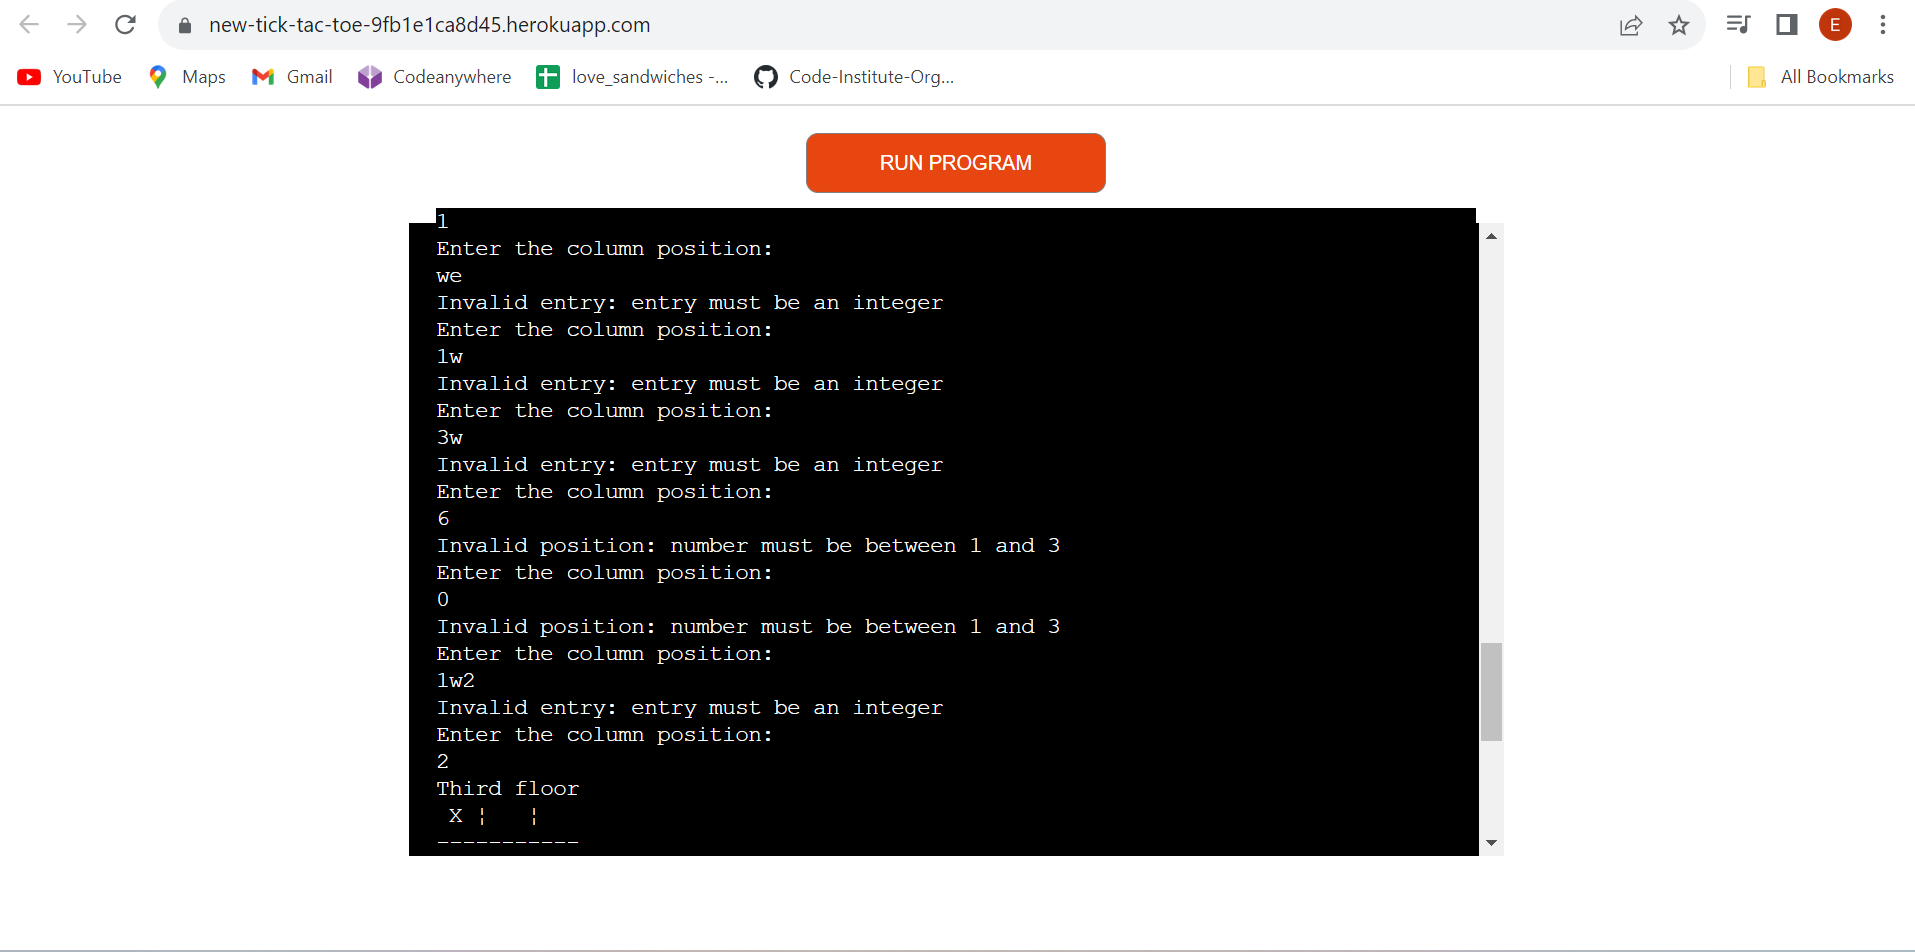 new-tick-tac-toe-9fb1e1ca8d45.herokuapp.com
E
YouTube Maps Gmail Codeanywhere love_sandwiches -... Code-Institute-Org... All Bookmarks
RUN PROGRAM
1
Enter the column position:
we
Invalid entry: entry must be an integer
Enter the column position:
1w
Invalid entry: entry must be an integer
Enter the column position:
3w
Invalid entry: entry must be an integer
Enter the column position:
6
Invalid position: number must be between 1 and 3
Enter the column position:
0
Invalid position: number must be between 1 and 3
Enter the column position:
1w2
Invalid entry: entry must be an integer
Enter the column position:
2
Third floor
X ¦   ¦
-----------